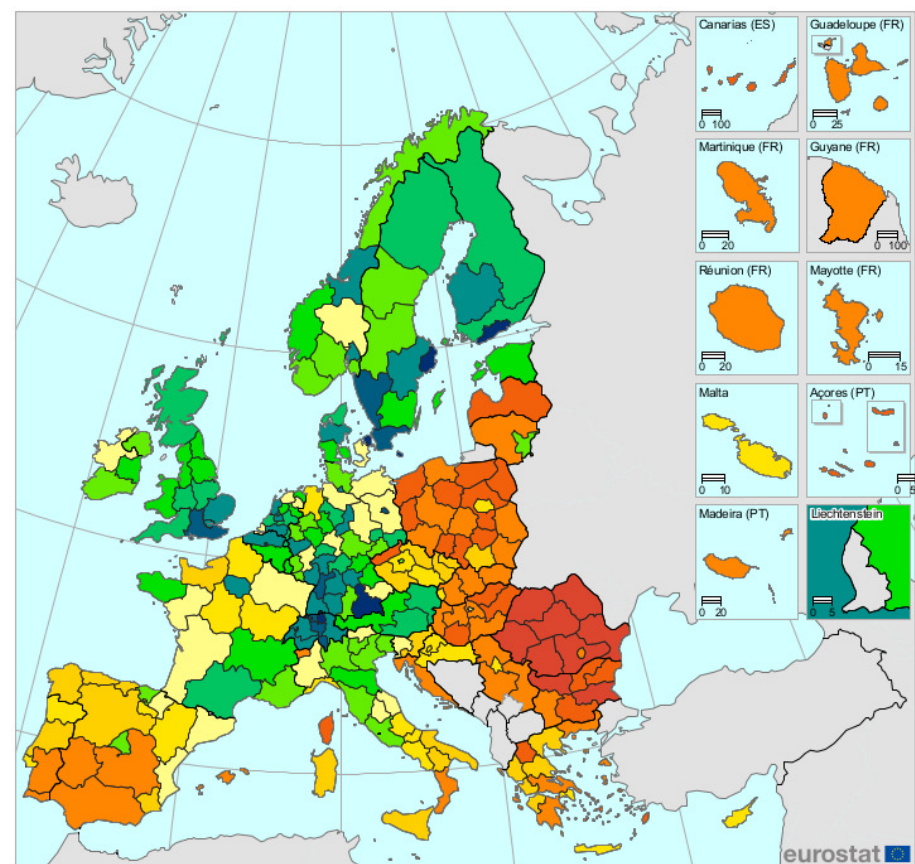 Canarias (ES)
0 100
Guadeloupe (FR)
0 25
Martinique (FR)
0 20
Guyane (FR)
0 100
Réunion (FR)
0 20
Mayotte (FR)
0 15
Malta
0 10
Açores (PT)
0 5
Madeira (PT)
0 20
Liechtenstein
0 5
eurostat